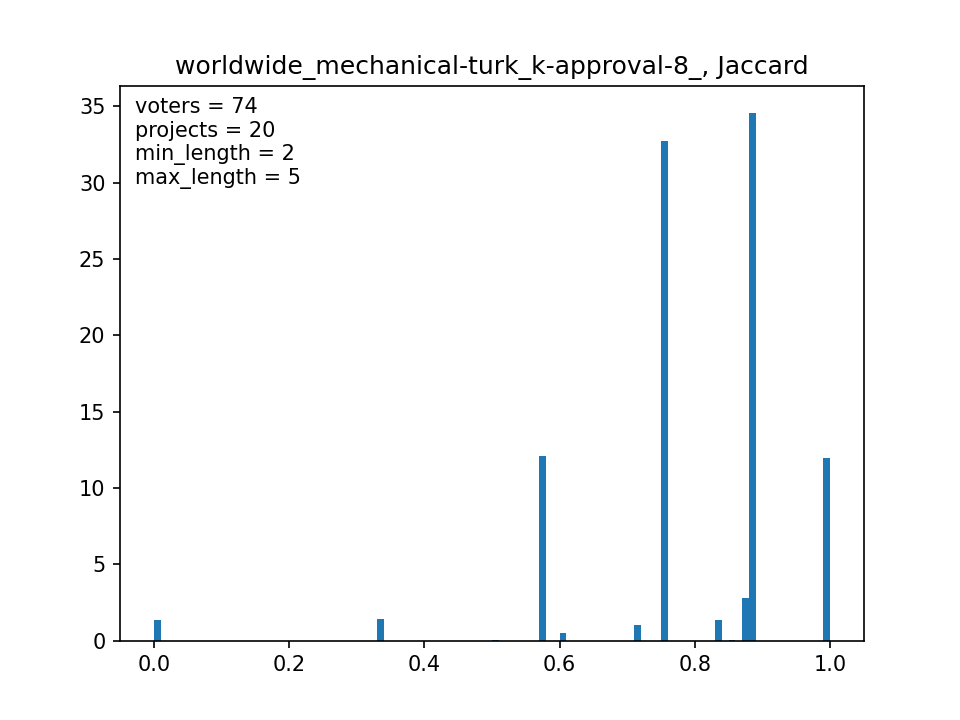 worldwide_mechanical-turk_k-approval-8_, Jaccard
35
voters = 74
projects = 20
min_length = 2
max_length = 5
30
25
20
15
10
5
0
0.0 0.2 0.4 0.6 0.8 1.0